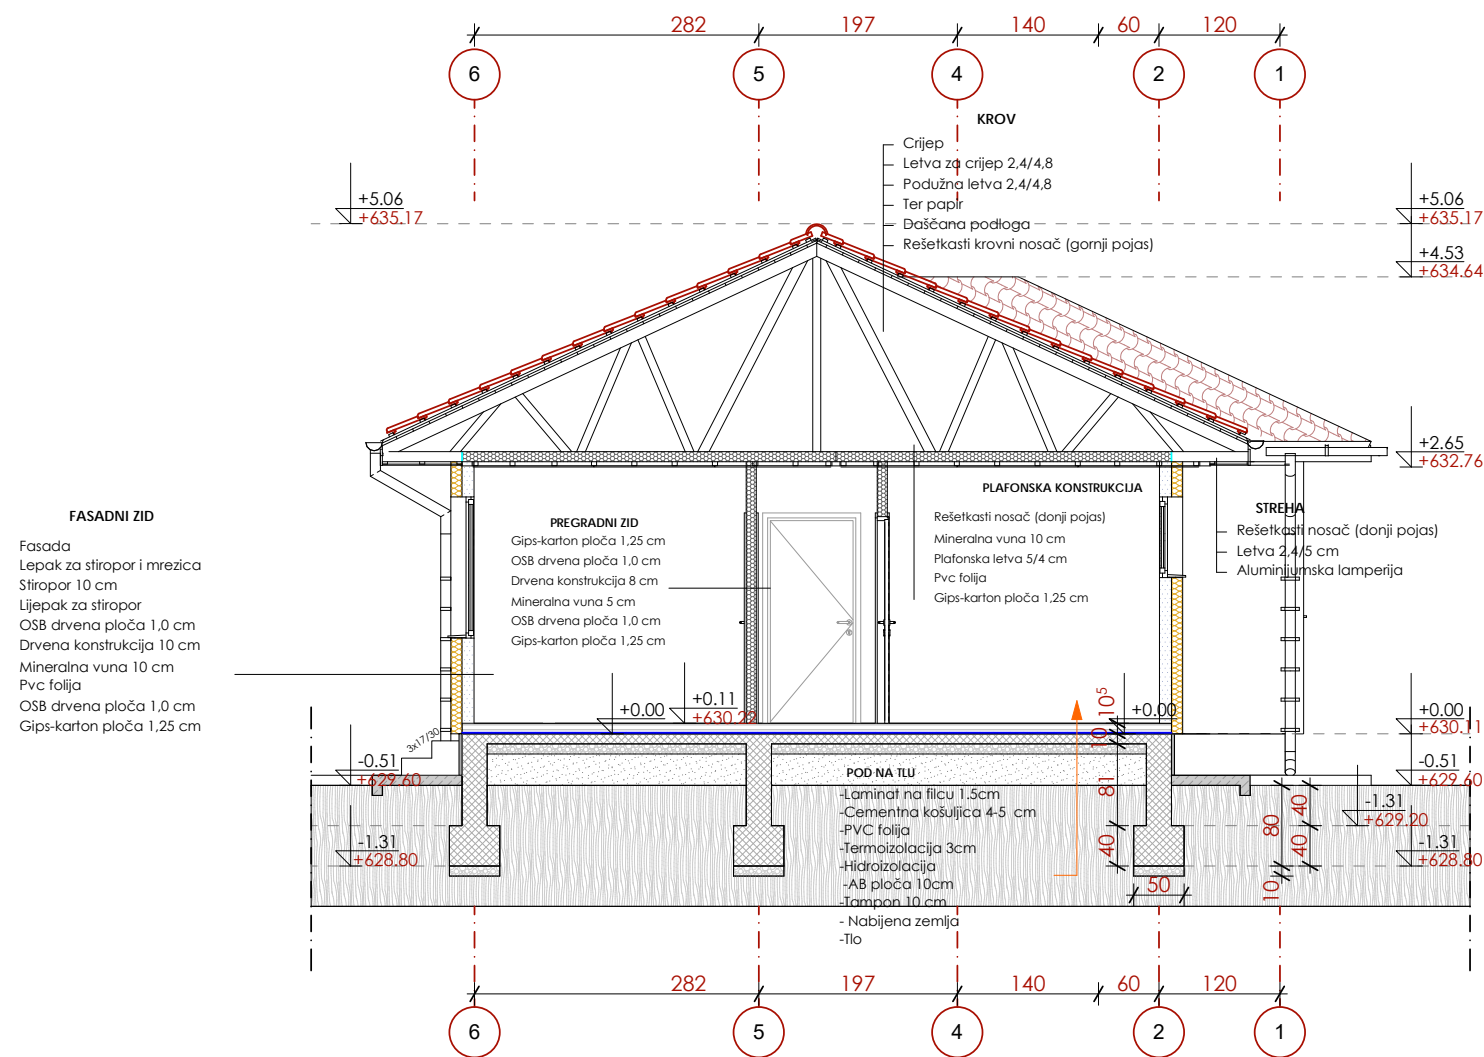 282 197 140 60 120
6 5 4 2 1
KROV
Crijep
Letva za crijep 2,4/4,8
Podužna letva 2,4/4,8
Ter papir
Daščana podloga
Rešetkasti krovni nosač (gornji pojas)
+5.06
+635.17
+5.06
+635.17
+4.53
+634.64
+2.65
+632.76
FASADNI ZID
Fasada
Lepak za stiropor i mrezica
Stiropor 10 cm
Lijepak za stiropor
OSB drvena ploča 1,0 cm
Drvena konstrukcija 10 cm
Mineralna vuna 10 cm
Pvc folija
OSB drvena ploča 1,0 cm
Gips-karton ploča 1,25 cm
PREGRADNI ZID
Gips-karton ploča 1,25 cm
OSB drvena ploča 1,0 cm
Drvena konstrukcija 8 cm
Mineralna vuna 5 cm
OSB drvena ploča 1,0 cm
Gips-karton ploča 1,25 cm
PLAFONSKA KONSTRUKCIJA
Rešetkasti nosač (donji pojas)
Mineralna vuna 10 cm
Plafonska letva 5/4 cm
Pvc folija
Gips-karton ploča 1,25 cm
STREHA
Rešetkasti nosač (donji pojas)
Letva 2,4/5 cm
Aluminijumska lamperija
+0.00
+0.11
+630.22
+0.00
10⁵
10
81
40
50
+0.00
+630.11
3x17/30
-0.51
+629.60
-0.51
+629.60
-1.31
+628.80
-1.31
+629.20
-1.31
+628.80
80
40
40
10
POD NA TLU
-Laminat na filcu 1.5cm
-Cementna košuljica 4-5 cm
-PVC folija
-Termoizolacija 3cm
-Hidroizolacija
-AB ploča 10cm
-Tampon 10 cm
- Nabijena zemlja
-Tlo
282 197 140 60 120
6 5 4 2 1